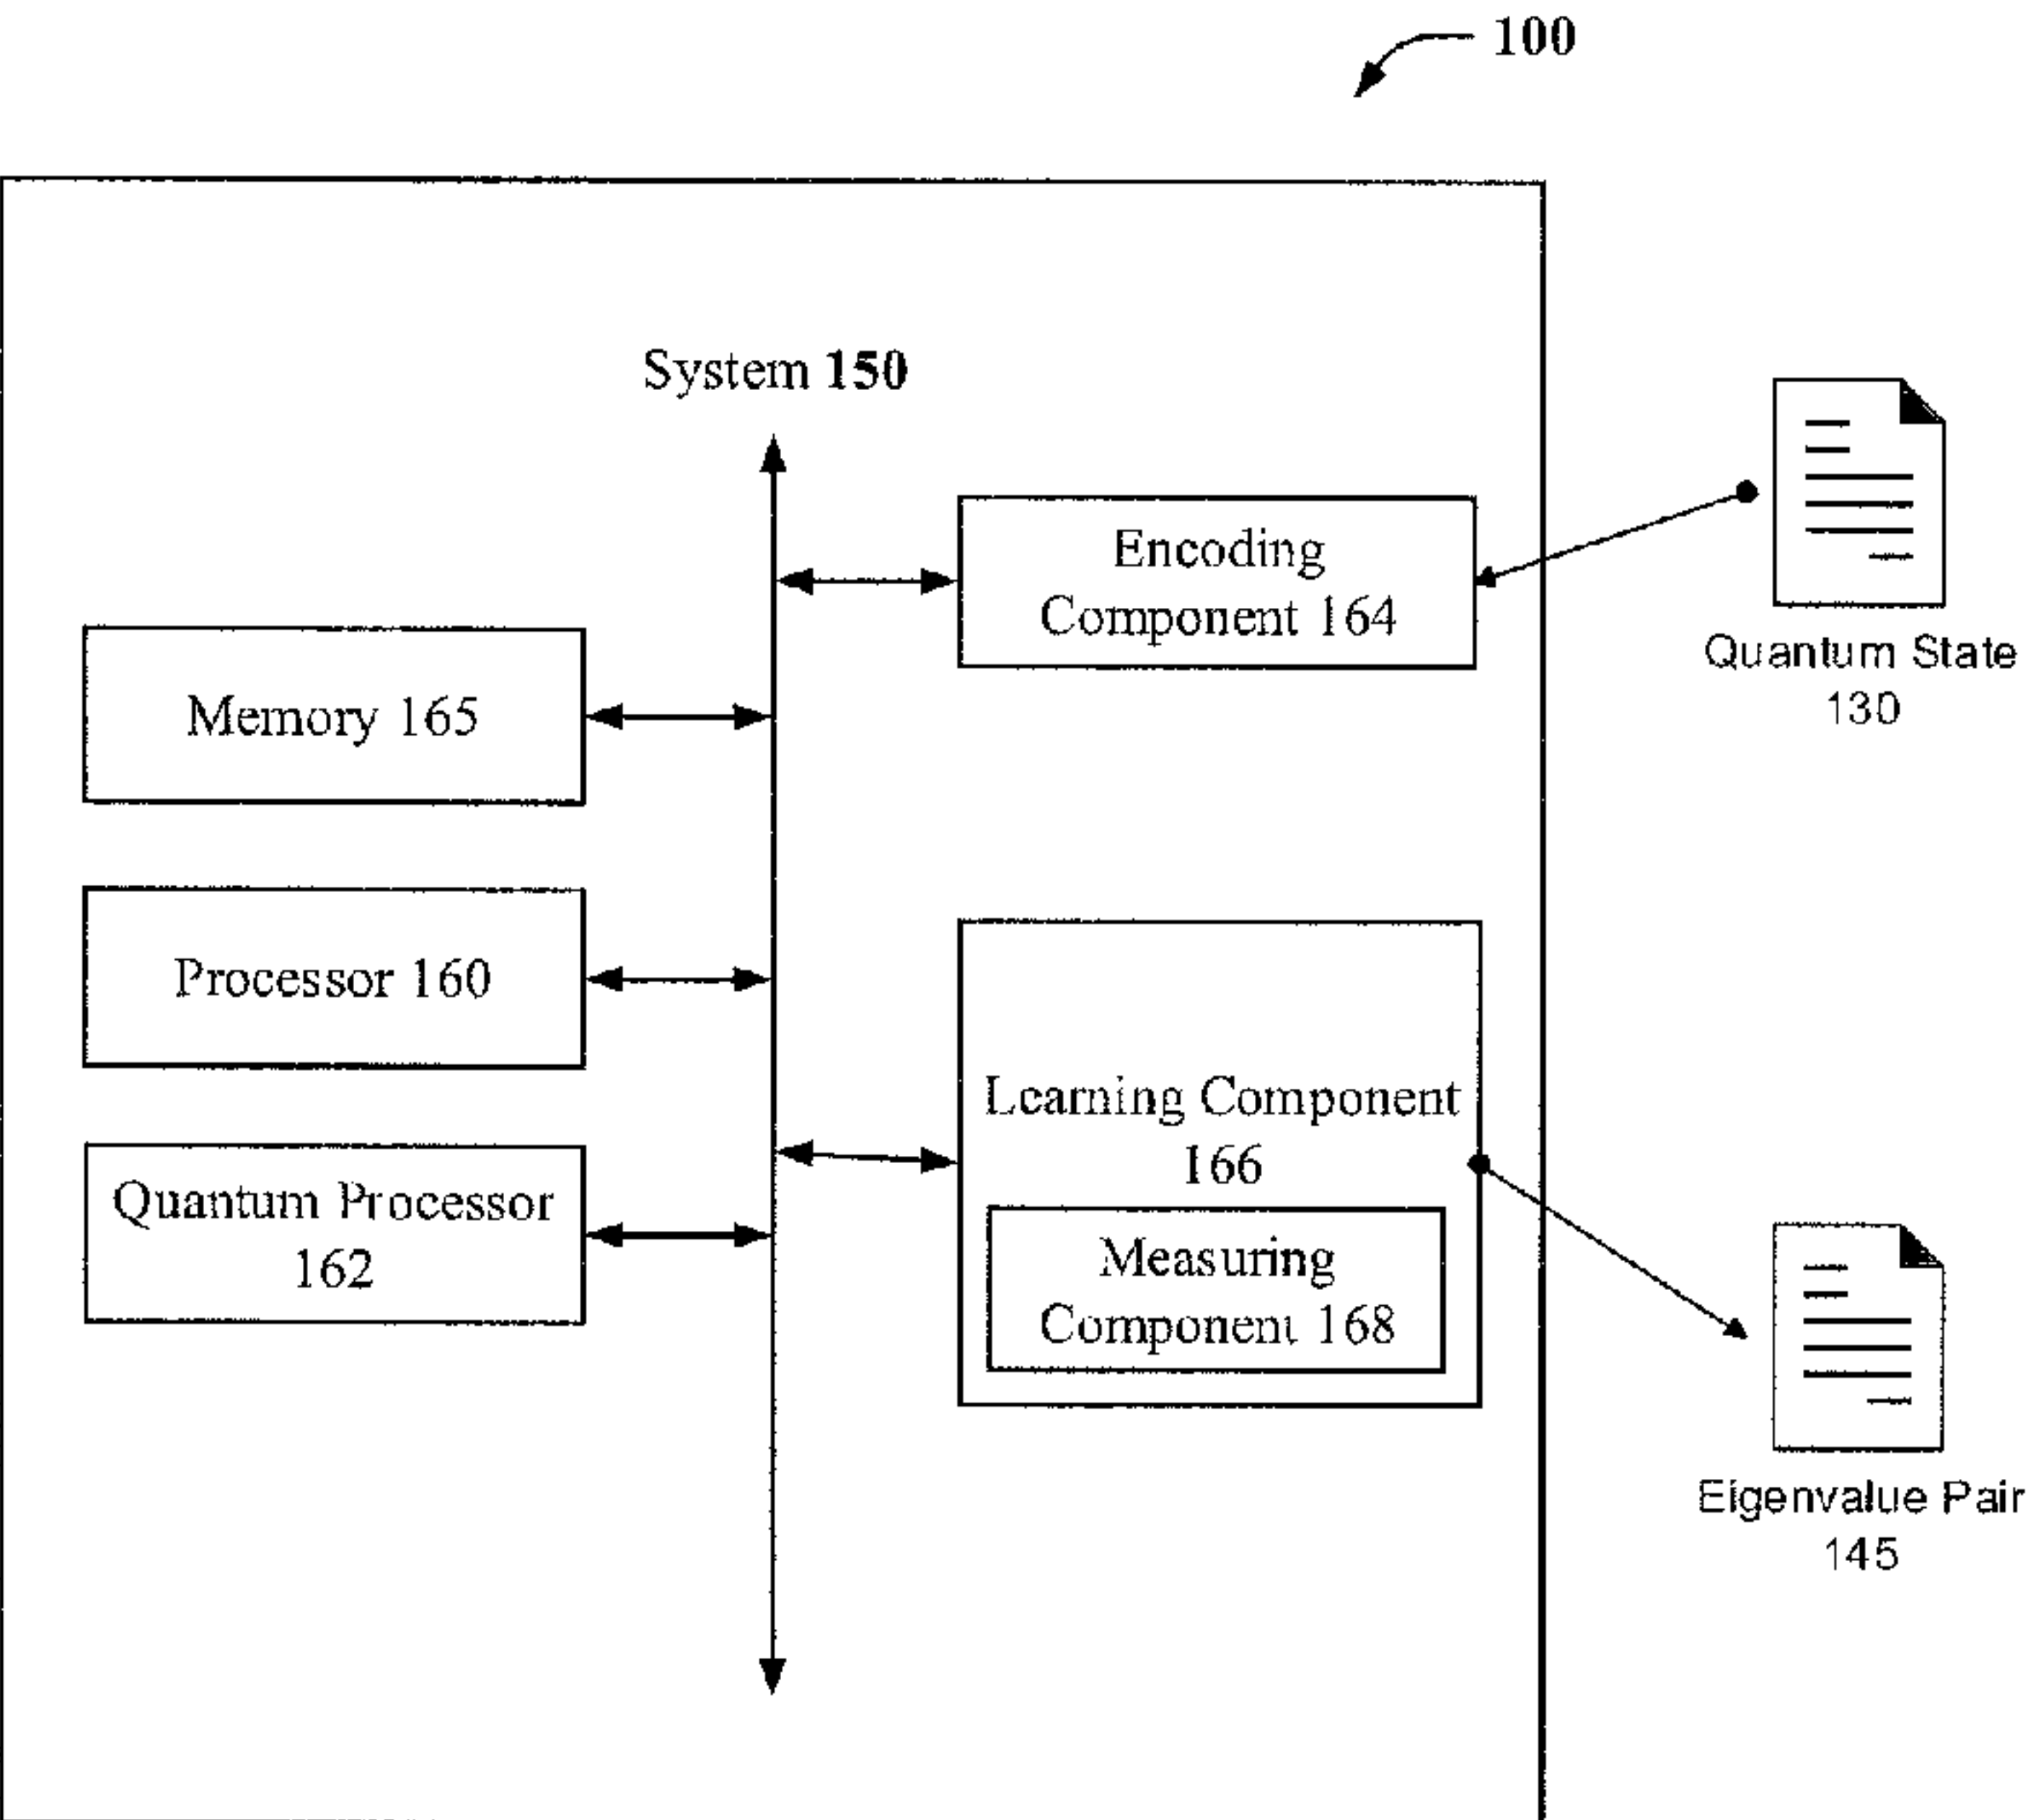 100
System 150
Encoding
Component 164
Quantum State
130
Memory 165
Processor 160
Learning Component
166
Quantum Processor
162
Measuring
Component 168
Eigenvalue Pair
145